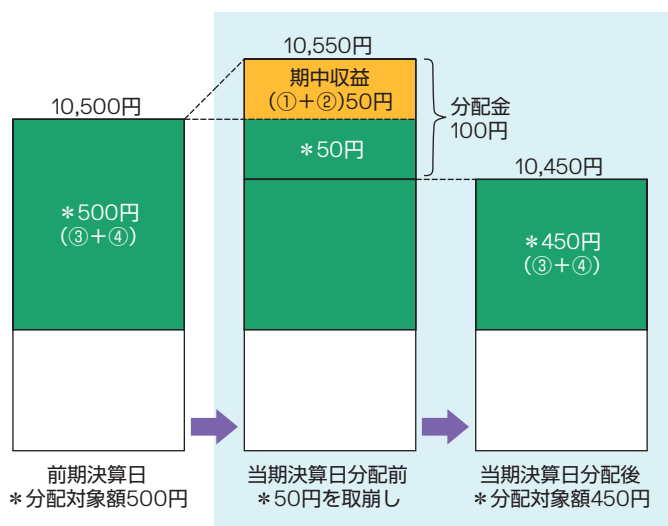 10,500円
＊500円
(③＋④)
前期決算日
＊分配対象額500円
10,550円
期中収益
(①＋②)50円
＊50円
分配金
100円
当期決算日分配前
＊50円を取崩し
10,450円
＊450円
(③＋④)
当期決算日分配後
＊分配対象額450円